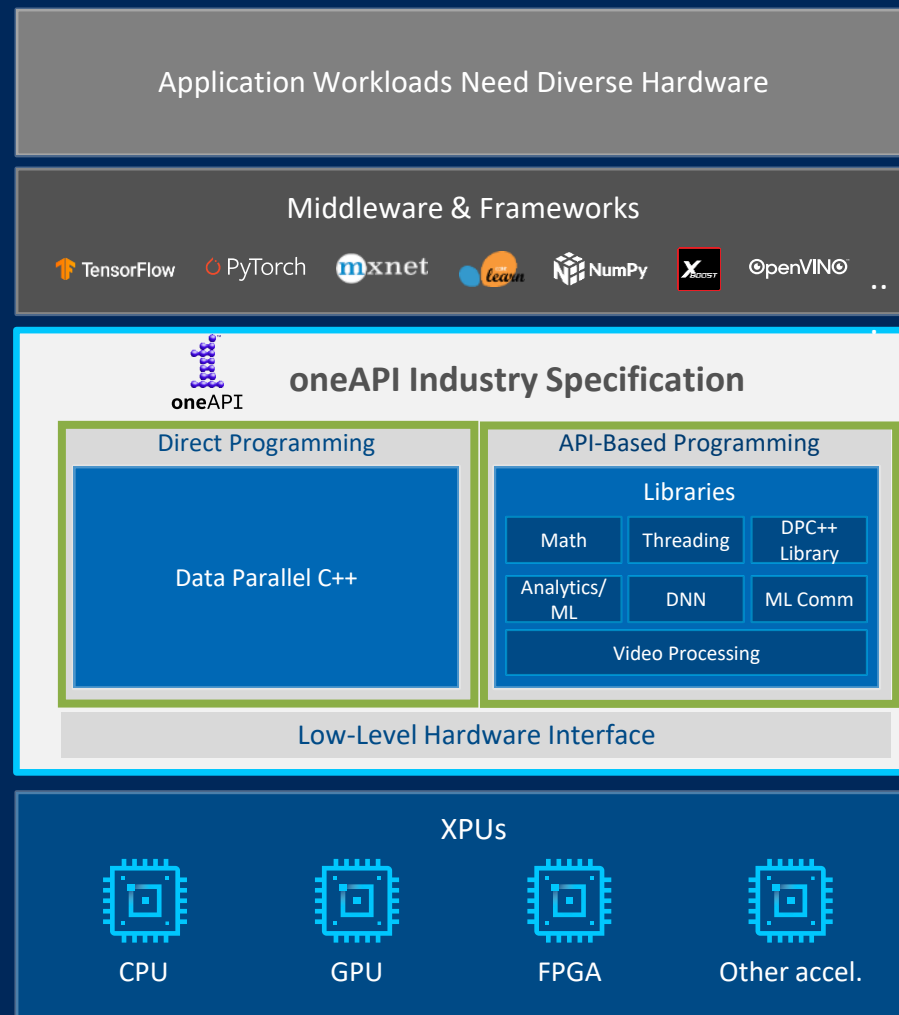 Application Workloads Need Diverse Hardware
Middleware & Frameworks
TensorFlow PyTorch mxnet learn NumPy XBOOST OpenVINO ..
.
oneAPI
oneAPI Industry Specification
Direct Programming
Data Parallel C++
API-Based Programming
Libraries
Math Threading DPC++
Library
Analytics/
ML DNN ML Comm
Video Processing
Low-Level Hardware Interface
XPUs
CPU GPU FPGA Other accel.